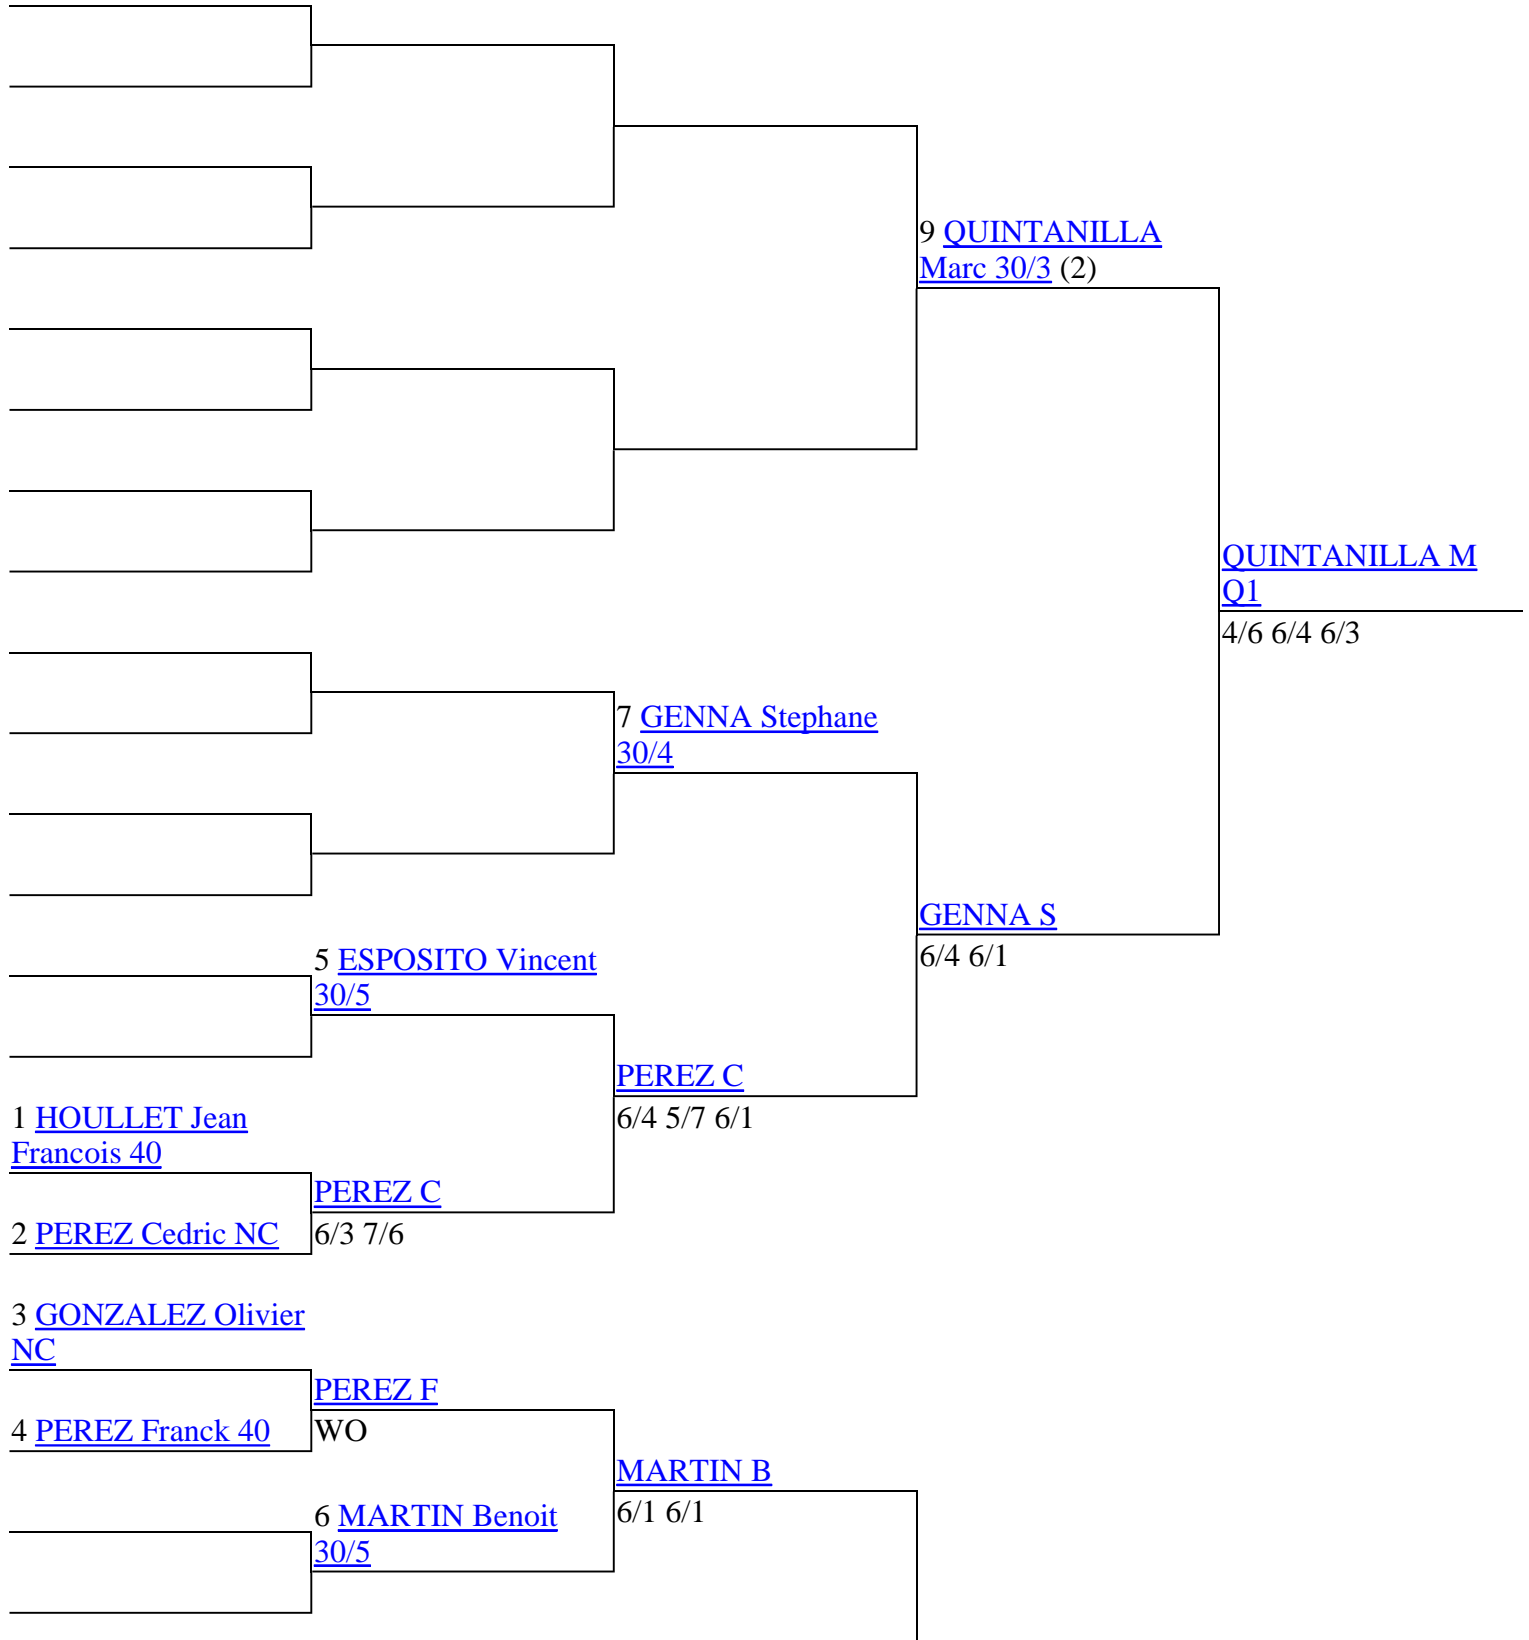 9 QUINTANILLA
Marc 30/3 (2)
QUINTANILLA M
Q1
4/6 6/4 6/3
7 GENNA Stephane
30/4
GENNA S
6/4 6/1
5 ESPOSITO Vincent
30/5
PEREZ C
6/4 5/7 6/1
1 HOULLET Jean
Francois 40
PEREZ C
2 PEREZ Cedric NC
6/3 7/6
3 GONZALEZ Olivier
NC
PEREZ F
4 PEREZ Franck 40
WO
MARTIN B
6/1 6/1
6 MARTIN Benoit
30/5